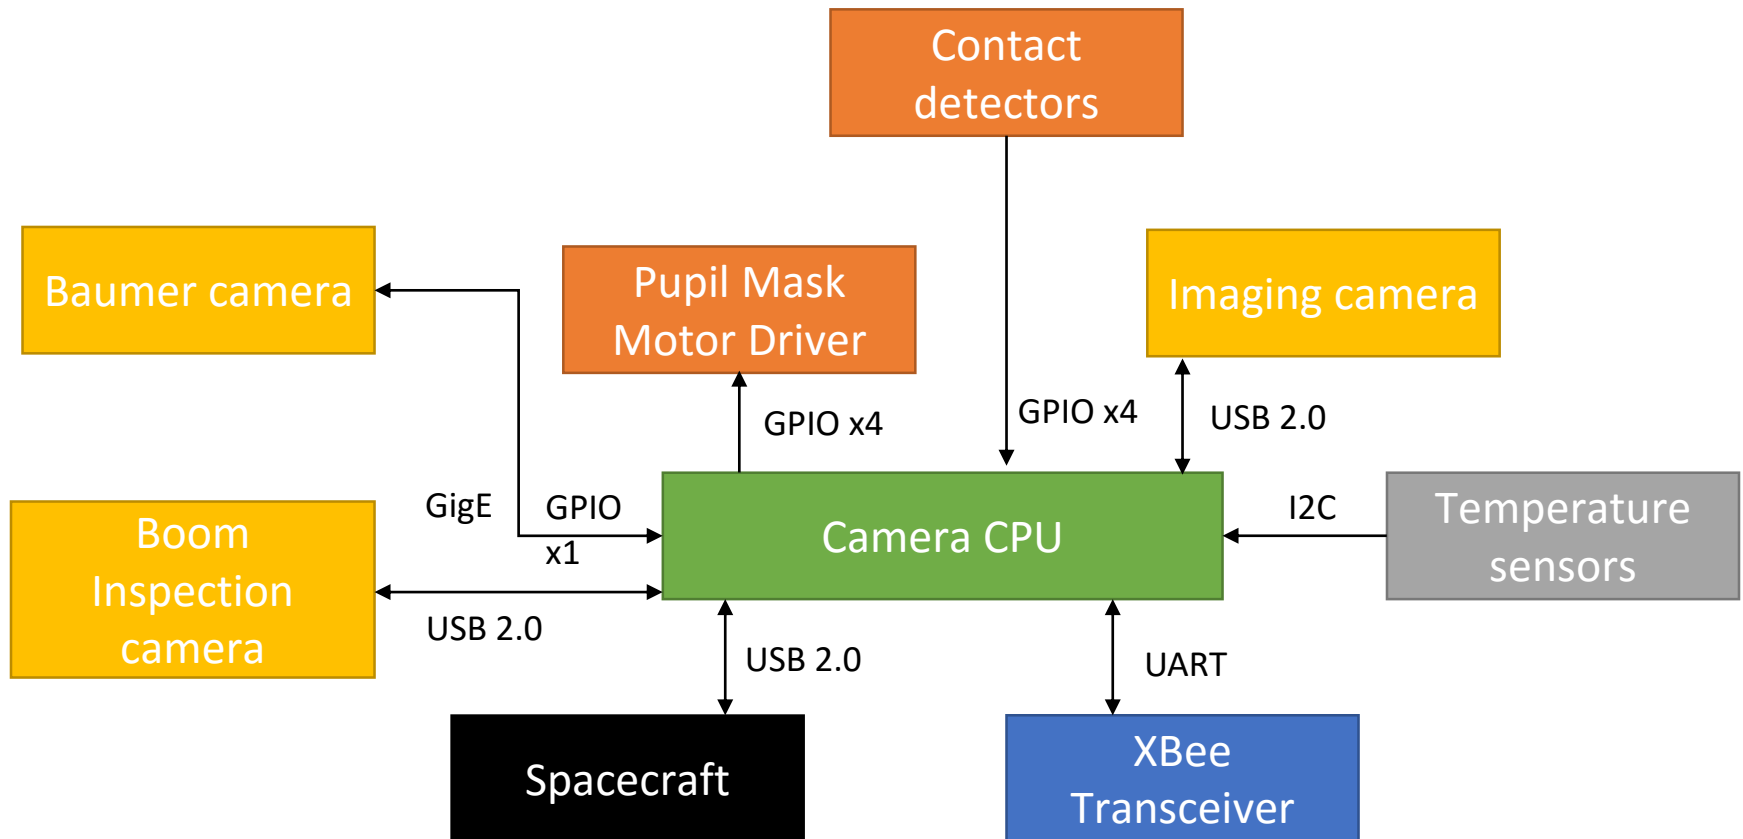 Contact
detectors
Baumer camera
Pupil Mask
Motor Driver
Imaging camera
GPIO x4
GPIO x4
USB 2.0
GigE
GPIO
x1
Boom
Inspection
camera
Camera CPU
I2C
Temperature
sensors
USB 2.0
USB 2.0
UART
Spacecraft
XBee
Transceiver